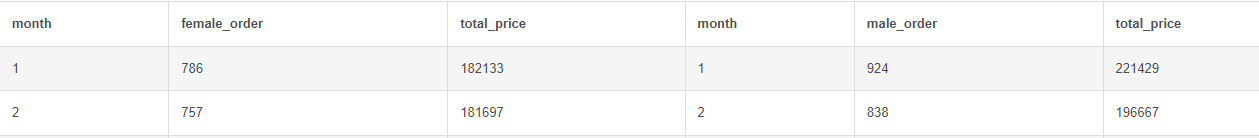 month female_order total_price month male_order total_price
1 786 182133 1 924 221429
2 757 181697 2 838 196667